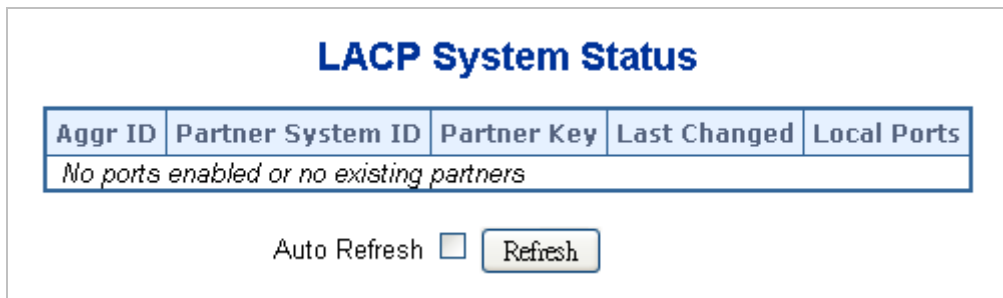 LACP System Status
Aggr ID Partner System ID Partner Key Last Changed Local Ports
No ports enabled or no existing partners
Auto Refresh Refresh